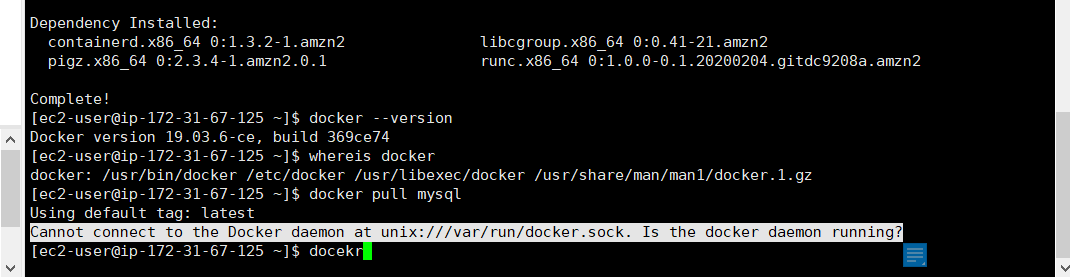 Dependency Installed:
containerd.x86_64 0:1.3.2-1.amzn2 libcgroup.x86_64 0:0.41-21.amzn2
pigz.x86_64 0:2.3.4-1.amzn2.0.1 runc.x86_64 0:1.0.0-0.1.20200204.gitdc9208a.amzn2
Complete!
[ec2-user@ip-172-31-67-125 ~]$ docker --version
Docker version 19.03.6-ce, build 369ce74
[ec2-user@ip-172-31-67-125 ~]$ whereis docker
docker: /usr/bin/docker /etc/docker /usr/libexec/docker /usr/share/man/man1/docker.1.gz
[ec2-user@ip-172-31-67-125 ~]$ docker pull mysql
Using default tag: latest
Cannot connect to the Docker daemon at unix:///var/run/docker.sock. Is the docker daemon running?
[ec2-user@ip-172-31-67-125 ~]$ docekr